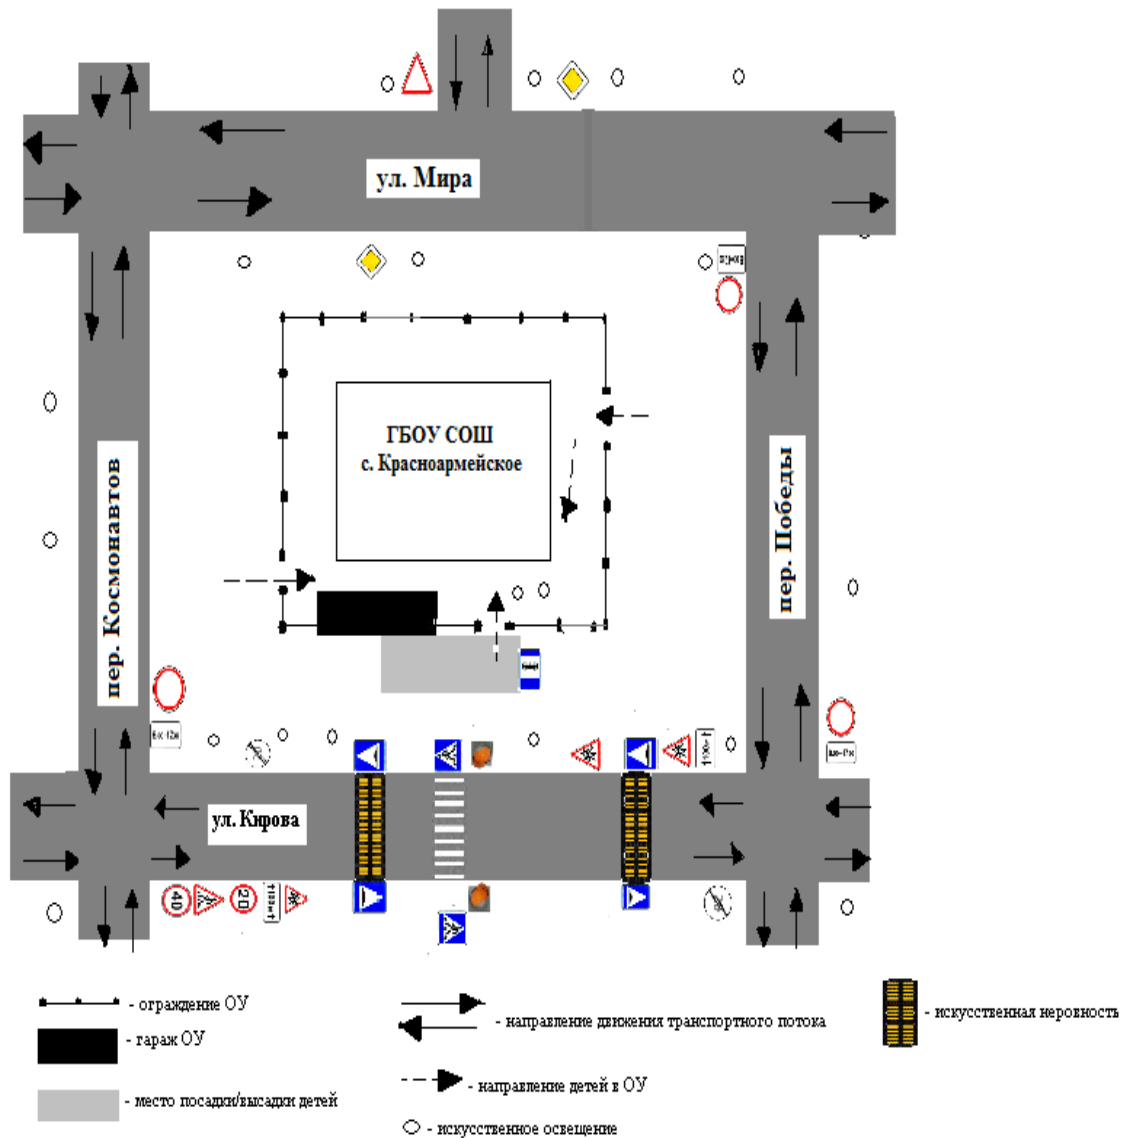 ул. Мира
ГБОУ СОШ
с. Красноармейское
пер. Космонавтов
пер. Победы
ул. Кирова
40
20
- ограждение ОУ
- гараж ОУ
- место посадки/высадки детей
- направление движения транспортного потока
- направление детей в ОУ
- искусственное освещение
- искусственная неровность